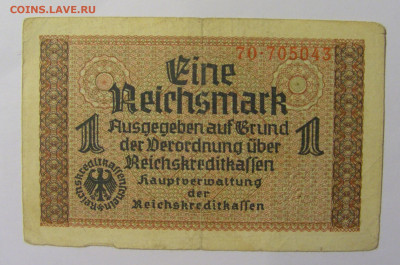 COINS.LAVE.RU
70·705043
Eine
Reichsmark
1 Ausgegeben auf Grund 1
der Verordnung über
Reichskreditkassen
Hauptverwaltung
der
Reichskreditkassen